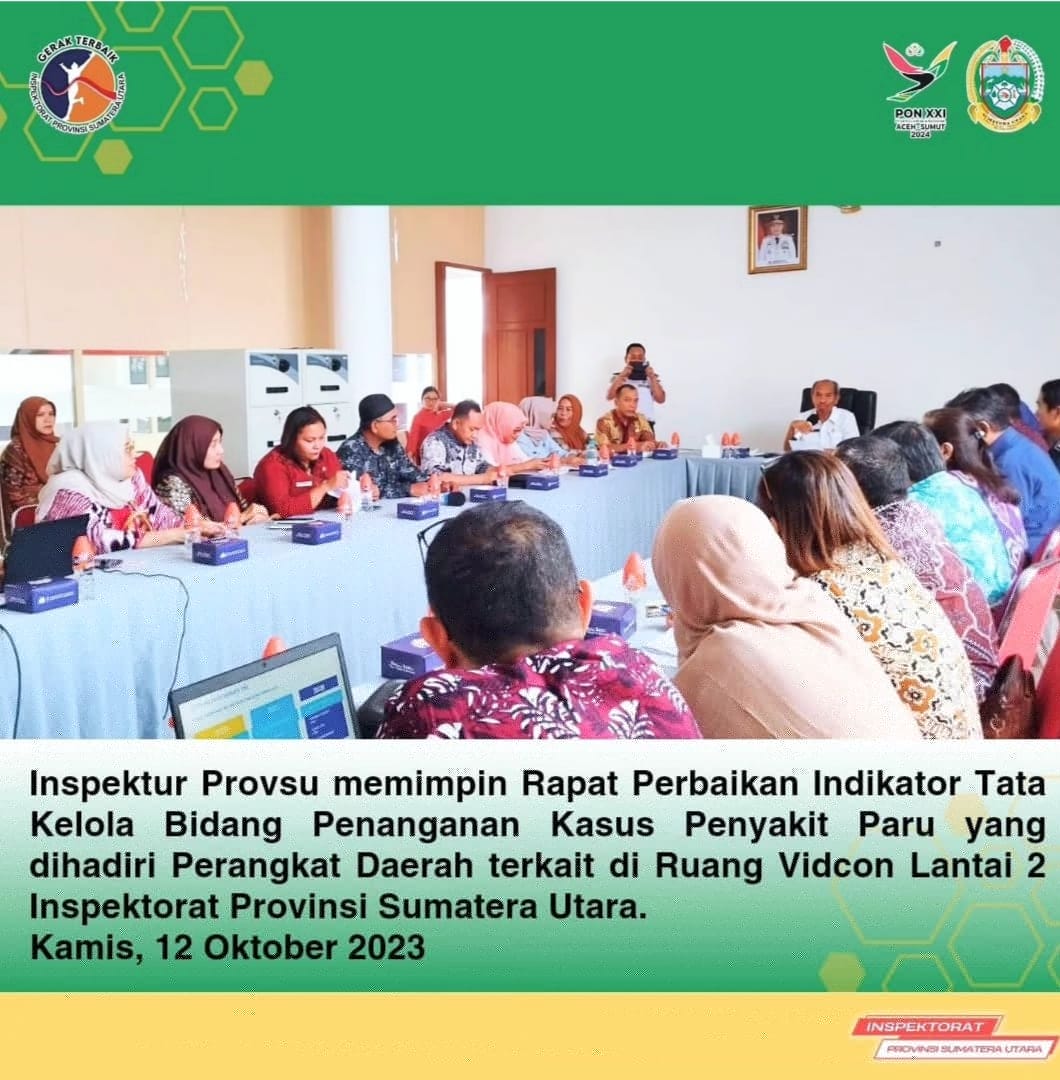 GERAK TERBAIK
INSPEKTORAT PROVINSI SUMATERA UTARA
PON XXI
ACEH-SUMUT
2024
Inspektur Provsu memimpin Rapat Perbaikan Indikator Tata
Kelola Bidang Penanganan Kasus Penyakit Paru yang
dihadiri Perangkat Daerah terkait di Ruang Vidcon Lantai 2
Inspektorat Provinsi Sumatera Utara.
Kamis, 12 Oktober 2023
INSPEKTORAT
PROVINSI SUMATERA UTARA